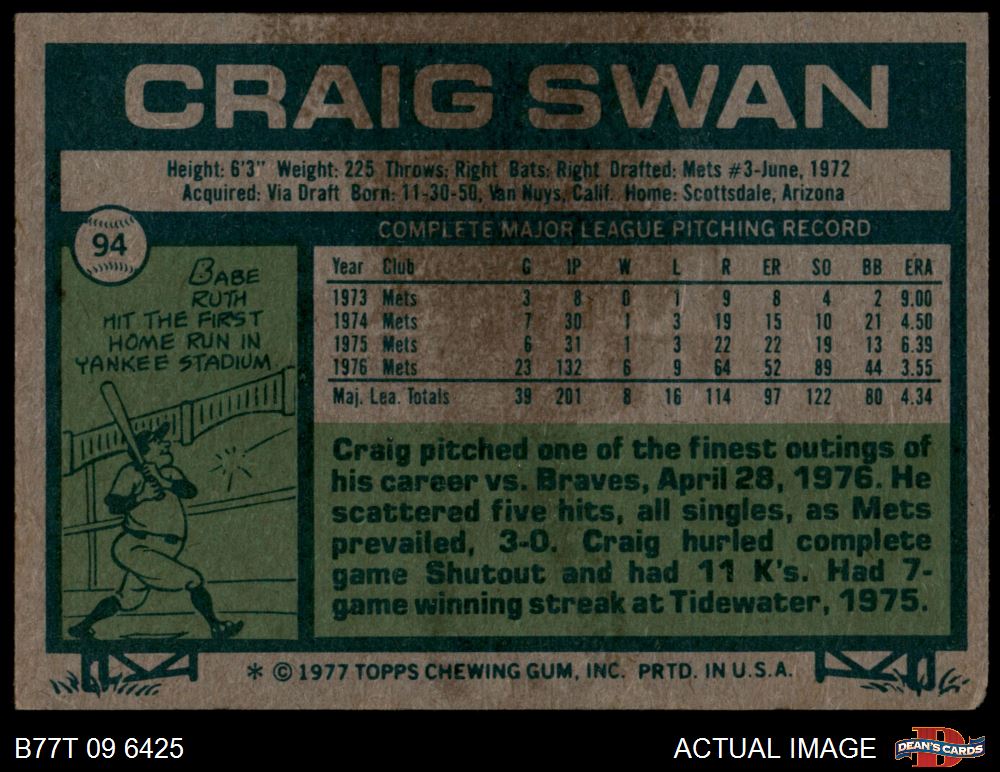 CRAIG SWAN
Height: 6'3" Weight: 225 Throws: Right Bats: Right Drafted: Mets #3-June, 1972
Acquired: Via Draft Born: 11-30-50, Van Nuys, Calif. Home: Scottsdale, Arizona
94
BABE
RUTH
HIT THE FIRST
HOME RUN IN
YANKEE STADIUM.
COMPLETE MAJOR LEAGUE PITCHING RECORD
Year Club G IP W L R ER SO BB ERA
1973 Mets 3 8 0 1 9 8 4 2 9.00
1974 Mets 7 30 1 3 19 15 10 21 4.50
1975 Mets 6 31 1 3 22 22 19 13 6.39
1976 Mets 23 132 6 9 64 52 89 44 3.55
Maj. Lea. Totals 39 201 8 16 114 97 122 80 4.34
Craig pitched one of the finest outings of
his career vs. Braves, April 28, 1976. He
scattered five hits, all singles, as Mets
prevailed, 3-0. Craig hurled complete
game Shutout and had 11 K's. Had 7-
game winning streak at Tidewater, 1975.
* © 1977 TOPPS CHEWING GUM, INC. PRTD. IN U.S.A.
B77T 09 6425
ACTUAL IMAGE
DEAN'S CARDS